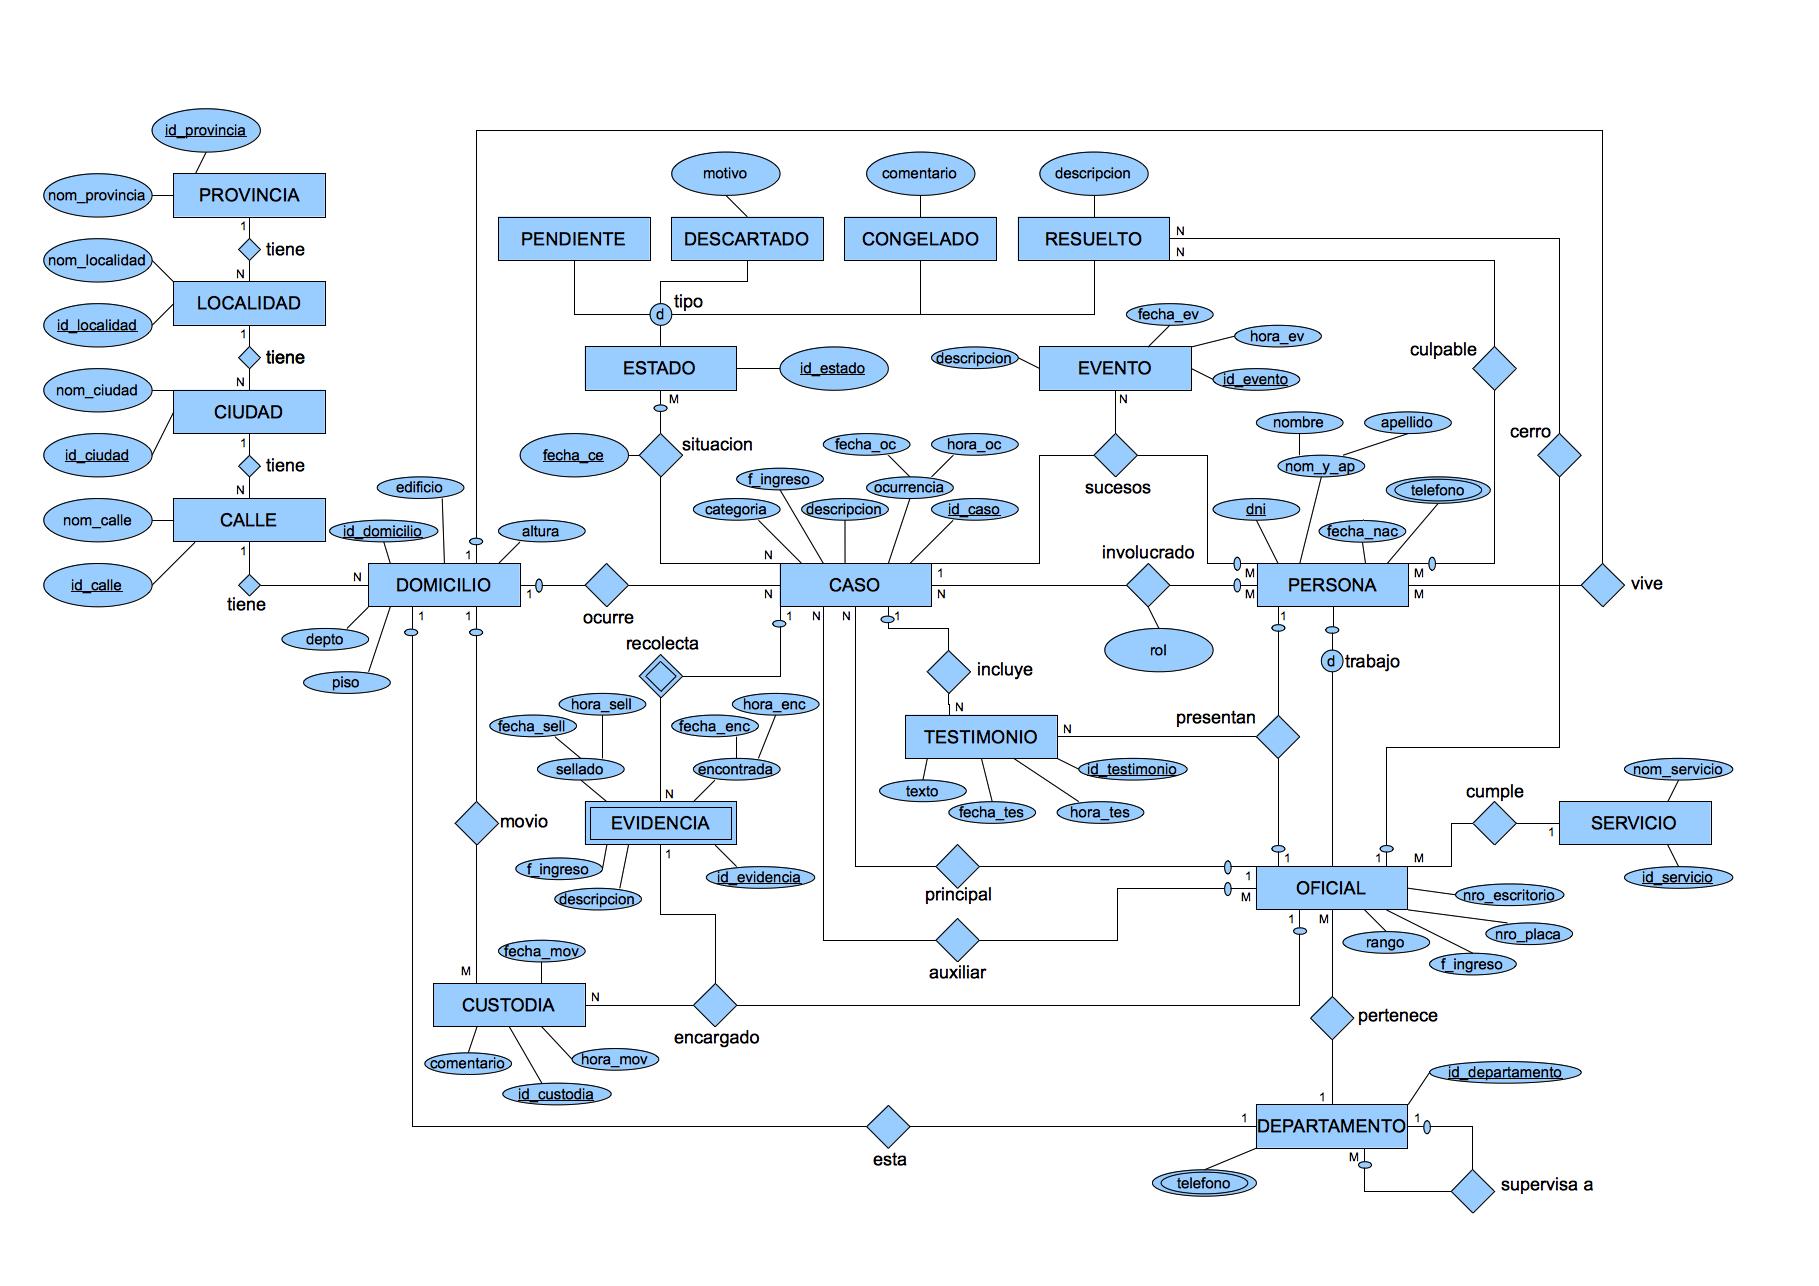 id_provincia
nom_provincia
PROVINCIA
1
tiene
N
nom_localidad
LOCALIDAD
id_localidad
1
tiene
N
nom_ciudad
CIUDAD
id_ciudad
1
tiene
N
nom_calle
CALLE
id_calle
1
tiene
N
motivo
comentario
descripcion
PENDIENTE
DESCARTADO
CONGELADO
RESUELTO
N
N
d
tipo
ESTADO
id_estado
M
situacion
fecha_ce
N
fecha_ev
hora_ev
descripcion
EVENTO
id_evento
N
sucesos
culpable
cerro
nombre
apellido
nom_y_ap
telefono
dni
fecha_nac
edificio
id_domicilio
altura
1
DOMICILIO
1
depto
piso
1
1
ocurre
fecha_oc
hora_oc
f_ingreso
ocurrencia
categoria
descripcion
id_caso
CASO
N
1
N
1
N
N
1
involucrado
rol
M
M
PERSONA
M
M
vive
1
d
trabajo
recolecta
incluye
N
TESTIMONIO
N
presentan
texto
fecha_tes
hora_tes
id_testimonio
hora_sell
fecha_sell
sellado
hora_enc
fecha_enc
encontrada
N
EVIDENCIA
1
f_ingreso
descripcion
id_evidencia
movio
principal
auxiliar
1
1
1
M
M
OFICIAL
1
M
cumple
1
nom_servicio
SERVICIO
id_servicio
nro_escritorio
nro_placa
f_ingreso
rango
fecha_mov
M
CUSTODIA
N
comentario
hora_mov
id_custodia
encargado
pertenece
1
id_departamento
esta
1
DEPARTAMENTO
1
M
telefono
supervisa a